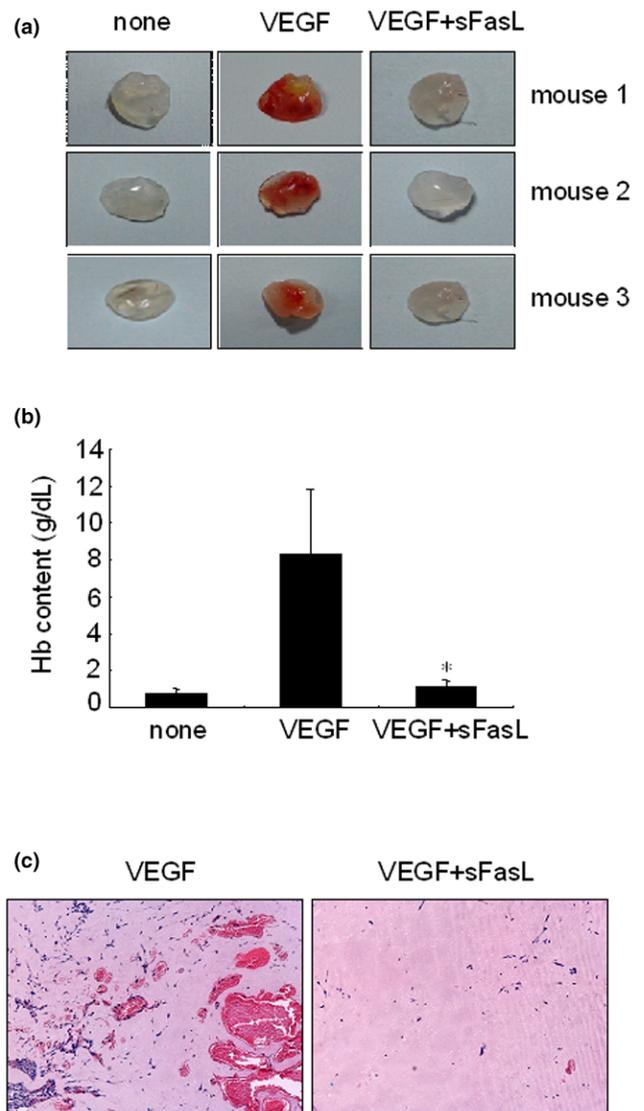 (a)
none VEGF VEGF+sFasL
mouse 1
mouse 2
mouse 3
(b)
Hb content (g/dL)
14
12
10
8
6
4
2
0
*
none VEGF VEGF+sFasL
(c)
VEGF VEGF+sFasL